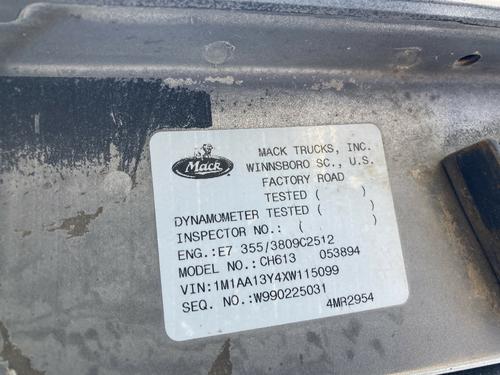 Mack
MACK TRUCKS, INC.
WINNSBORO SC., U.S.
FACTORY ROAD
TESTED ( )
DYNAMOMETER TESTED ( )
INSPECTOR NO.: ( )
ENG.:E7 355/3809C2512
MODEL NO.:CH613 053894
VIN:1M1AA13Y4XW115099
SEQ. NO.:W990225031
4MR2954